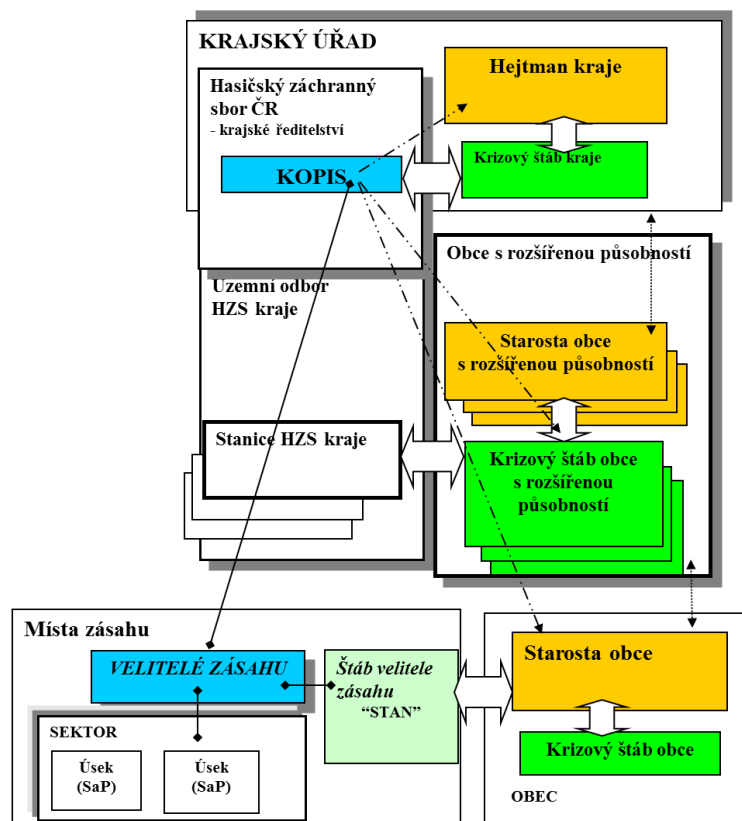 KRAJSKÝ ÚŘAD
Hejtman kraje
Hasičský záchranný
sbor ČR
- krajské ředitelství
Krizový štáb kraje
KOPIS
Obce s rozšířenou působností
Územní odbor
HZS kraje
Starosta obce
s rozšířenou působností
Stanice HZS kraje
Krizový štáb obce
s rozšířenou
působností
Místa zásahu
VELITELÉ ZÁSAHU
Štáb velitele
zásahu
“STAN”
Starosta obce
SEKTOR
Úsek
(SaP)
Úsek
(SaP)
Krizový štáb obce
OBEC